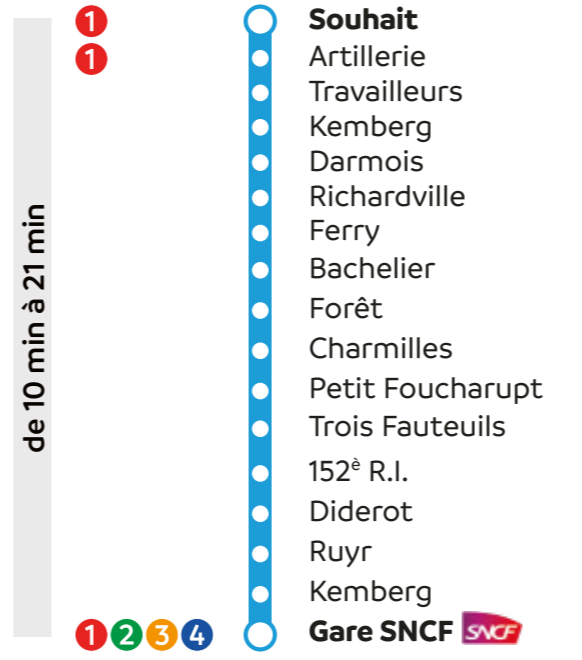 1 Souhait
1 Artillerie
Travailleurs
Kemberg
Darmois
Richardville
Ferry
Bachelier
Forêt
Charmilles
Petit Foucharupt
Trois Fauteuils
152è R.I.
Diderot
Ruyr
Kemberg
1 2 3 4 Gare SNCF SNCF
de 10 min à 21 min